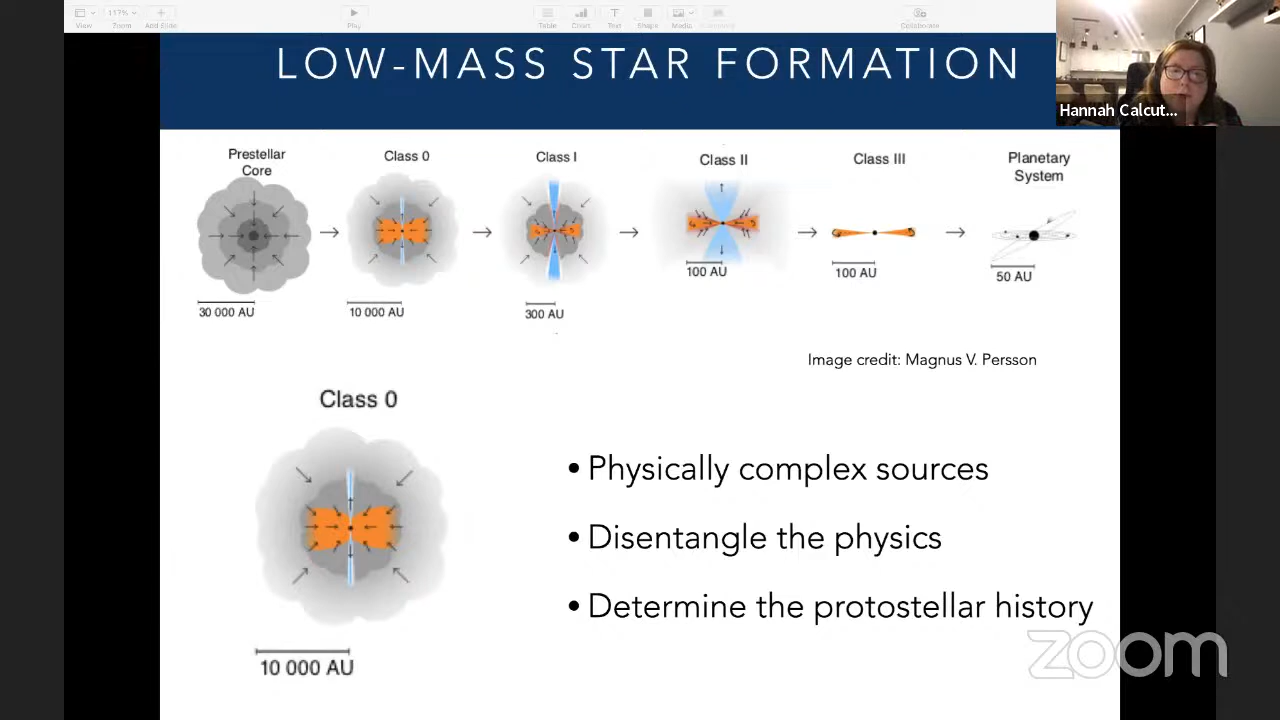 View
117%
Zoom
Add Slide
Play
Table
Chart
Text
Shape
Media
Collaborate
LOW-MASS STAR FORMATION
Hannah Calcut...
Prestellar
Core
Class 0
Class I
Class II
Class III
Planetary
System
30 000 AU
10 000 AU
300 AU
100 AU
100 AU
50 AU
Image credit: Magnus V. Persson
Class 0
10 000 AU
• Physically complex sources
• Disentangle the physics
• Determine the protostellar history
zoom